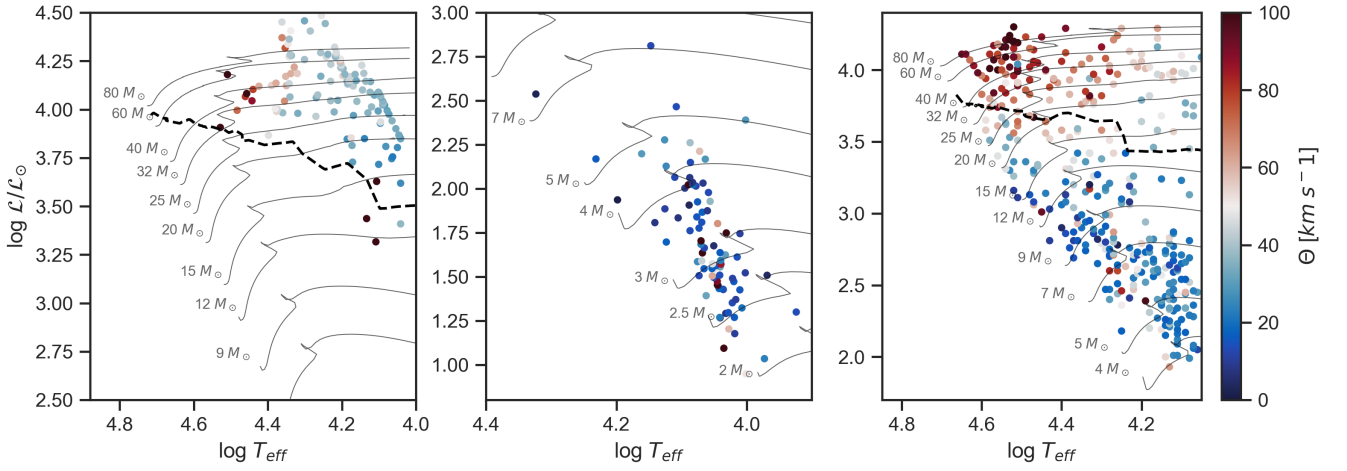 4.50
4.25
4.00
3.75
3.50
3.25
3.00
2.75
2.50
log ℒ/ℒ⊙
80 M⊙
60 M⊙
40 M⊙
32 M⊙
25 M⊙
20 M⊙
15 M⊙
12 M⊙
9 M⊙
4.8 4.6 4.4 4.2 4.0
log T_eff
3.00
2.75
2.50
2.25
2.00
1.75
1.50
1.25
1.00
7 M⊙
5 M⊙
4 M⊙
3 M⊙
2.5 M⊙
2 M⊙
4.4 4.2 4.0
log T_eff
4.0
3.5
3.0
2.5
2.0
80 M⊙
60 M⊙
40 M⊙
32 M⊙
25 M⊙
20 M⊙
15 M⊙
12 M⊙
9 M⊙
7 M⊙
5 M⊙
4 M⊙
4.8 4.6 4.4 4.2
log T_eff
100
80
60
40
20
0
Θ [km s − 1]